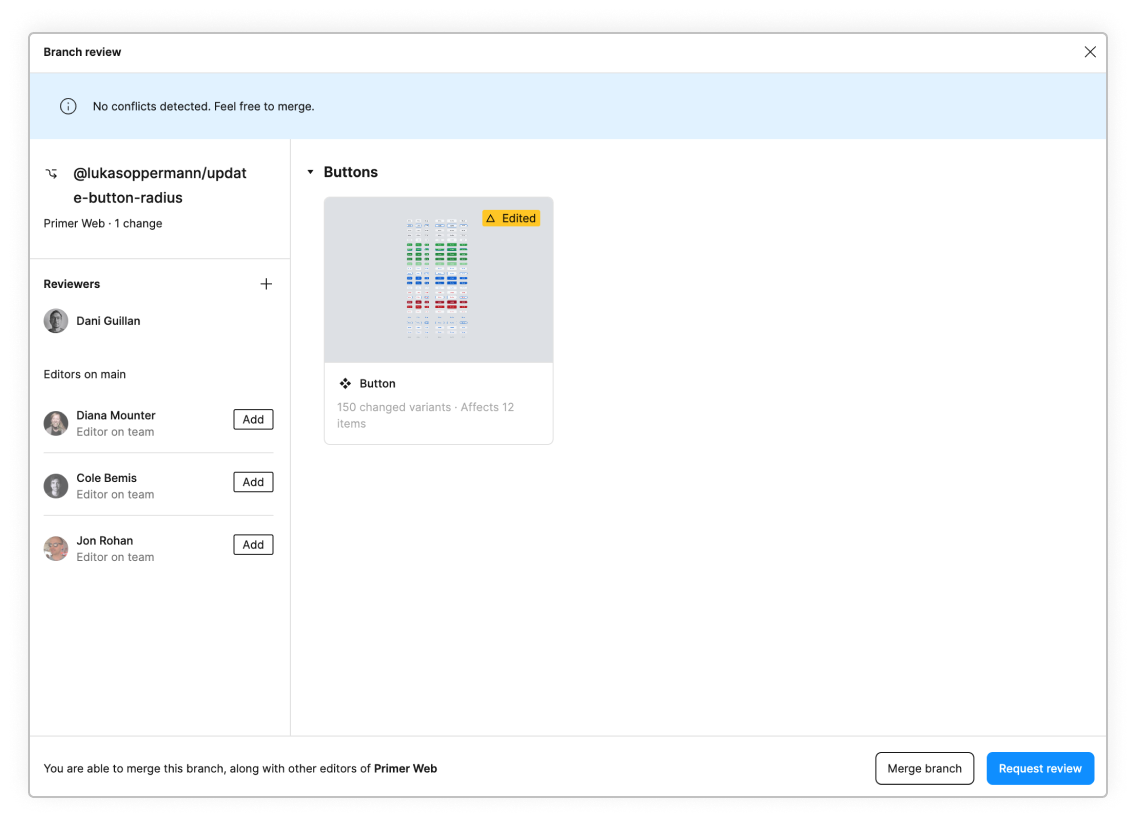 Branch review
No conflicts detected. Feel free to merge.
@lukasoppermann/updat
e-button-radius
Primer Web · 1 change
Reviewers
Dani Guillan
Editors on main
Diana Mounter
Editor on team
Add
Cole Bemis
Editor on team
Add
Jon Rohan
Editor on team
Add
Buttons
Edited
Button
150 changed variants · Affects 12
items
You are able to merge this branch, along with other editors of Primer Web
Merge branch
Request review